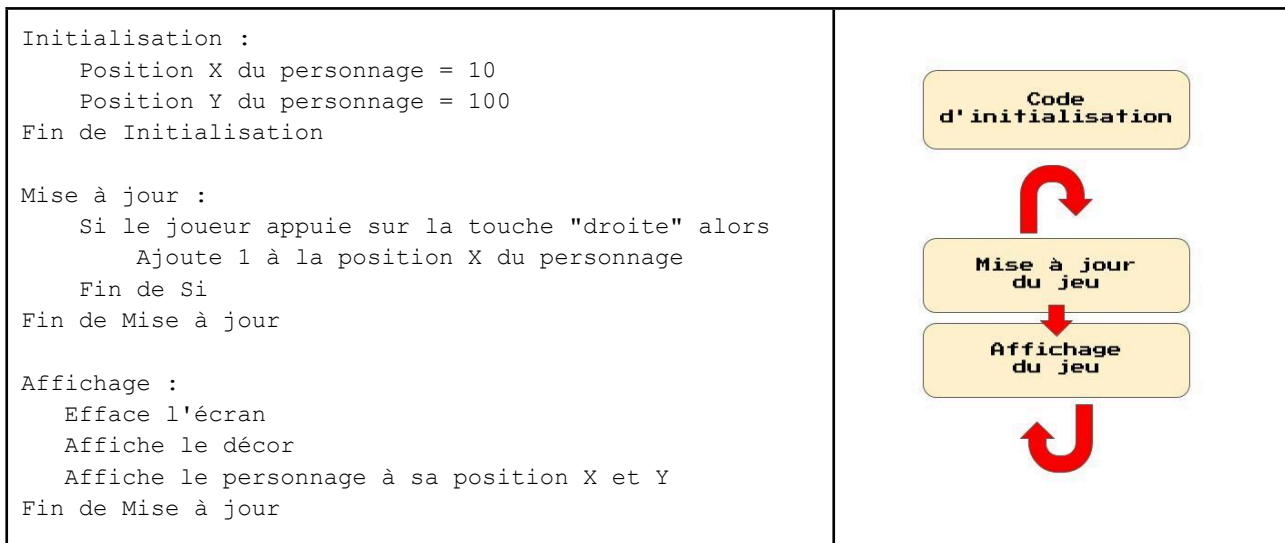 Initialisation :
Position X du personnage = 10
Position Y du personnage = 100
Fin de Initialisation
Mise à jour :
Si le joueur appuie sur la touche "droite" alors
Ajoute 1 à la position X du personnage
Fin de Si
Fin de Mise à jour
Affichage :
Efface l'écran
Affiche le décor
Affiche le personnage à sa position X et Y
Fin de Mise à jour
Code
d'initialisation
Mise à jour
du jeu
Affichage
du jeu